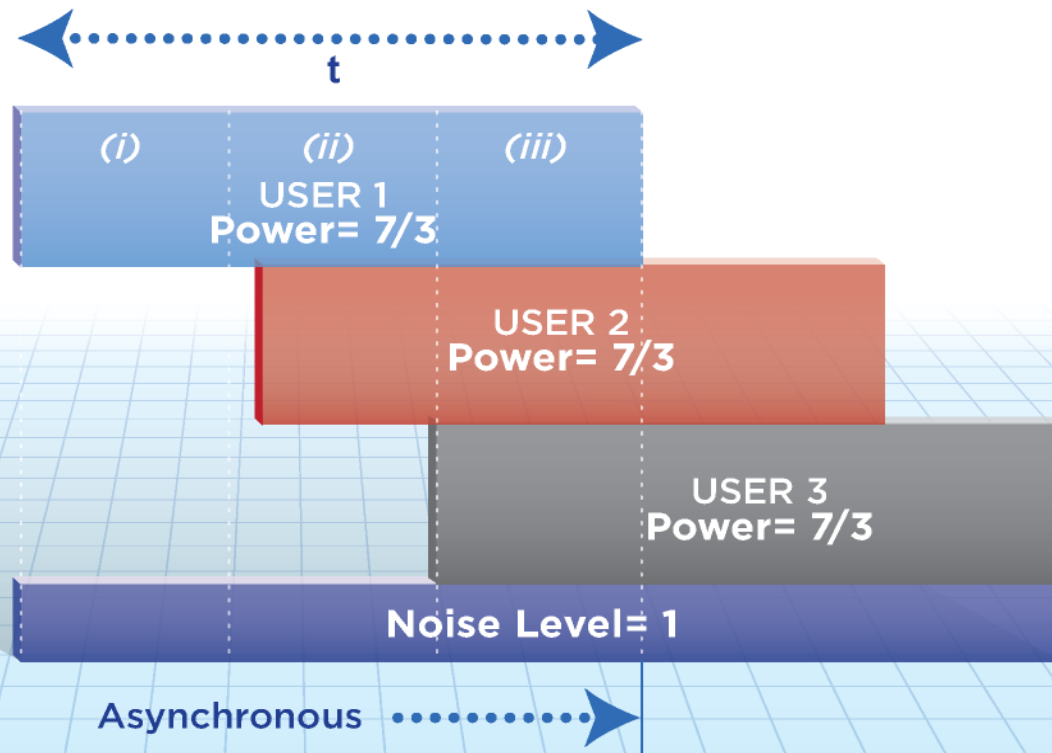 t
(i) (ii) (iii)
USER 1
Power= 7/3
USER 2
Power= 7/3
USER 3
Power= 7/3
Noise Level= 1
Asynchronous